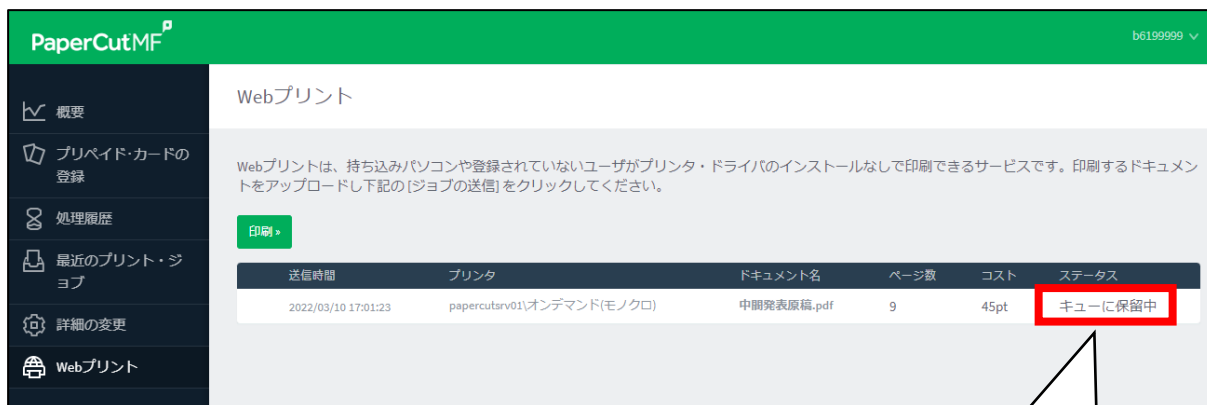 PaperCutMF
b6199999
概要
プリペイド･カードの
登録
処理履歴
最近のプリント・ジ
ョブ
詳細の変更
Webプリント
Webプリント
Webプリントは、持ち込みパソコンや登録されていないユーザがプリンタ・ドライバのインストールなしで印刷できるサービスです。印刷するドキュメン
トをアップロードし下記の [ジョブの送信] をクリックしてください。
印刷 »
送信時間 プリンタ ドキュメント名 ページ数 コスト ステータス
2022/03/10 17:01:23 papercutsrv01\オンデマンド(モノクロ) 中間発表原稿.pdf 9 45pt キューに保留中